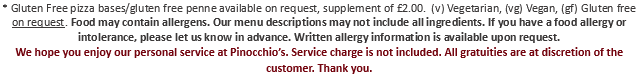 * Gluten Free pizza bases/gluten free penne available on request, supplement of £2.00.  (v) Vegetarian, (vg) Vegan, (gf) Gluten free
on request. Food may contain allergens. Our menu descriptions may not include all ingredients. If you have a food allergy or
intolerance, please let us know in advance. Written allergy information is available upon request.
We hope you enjoy our personal service at Pinocchio’s. Service charge is not included. All gratuities are at discretion of the
customer. Thank you.